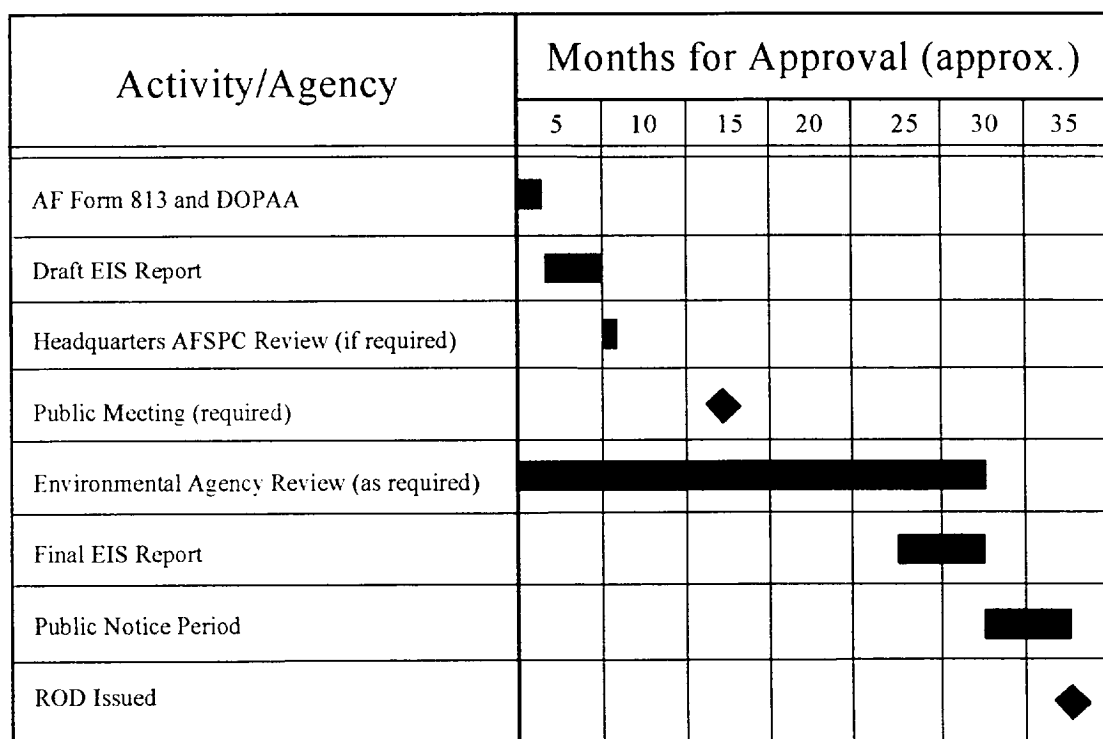 Activity/Agency
Months for Approval (approx.)
5 10 15 20 25 30 35
AF Form 813 and DOPAA
Draft EIS Report
Headquarters AFSPC Review (if required)
Public Meeting (required)
Environmental Agency Review (as required)
Final EIS Report
Public Notice Period
ROD Issued